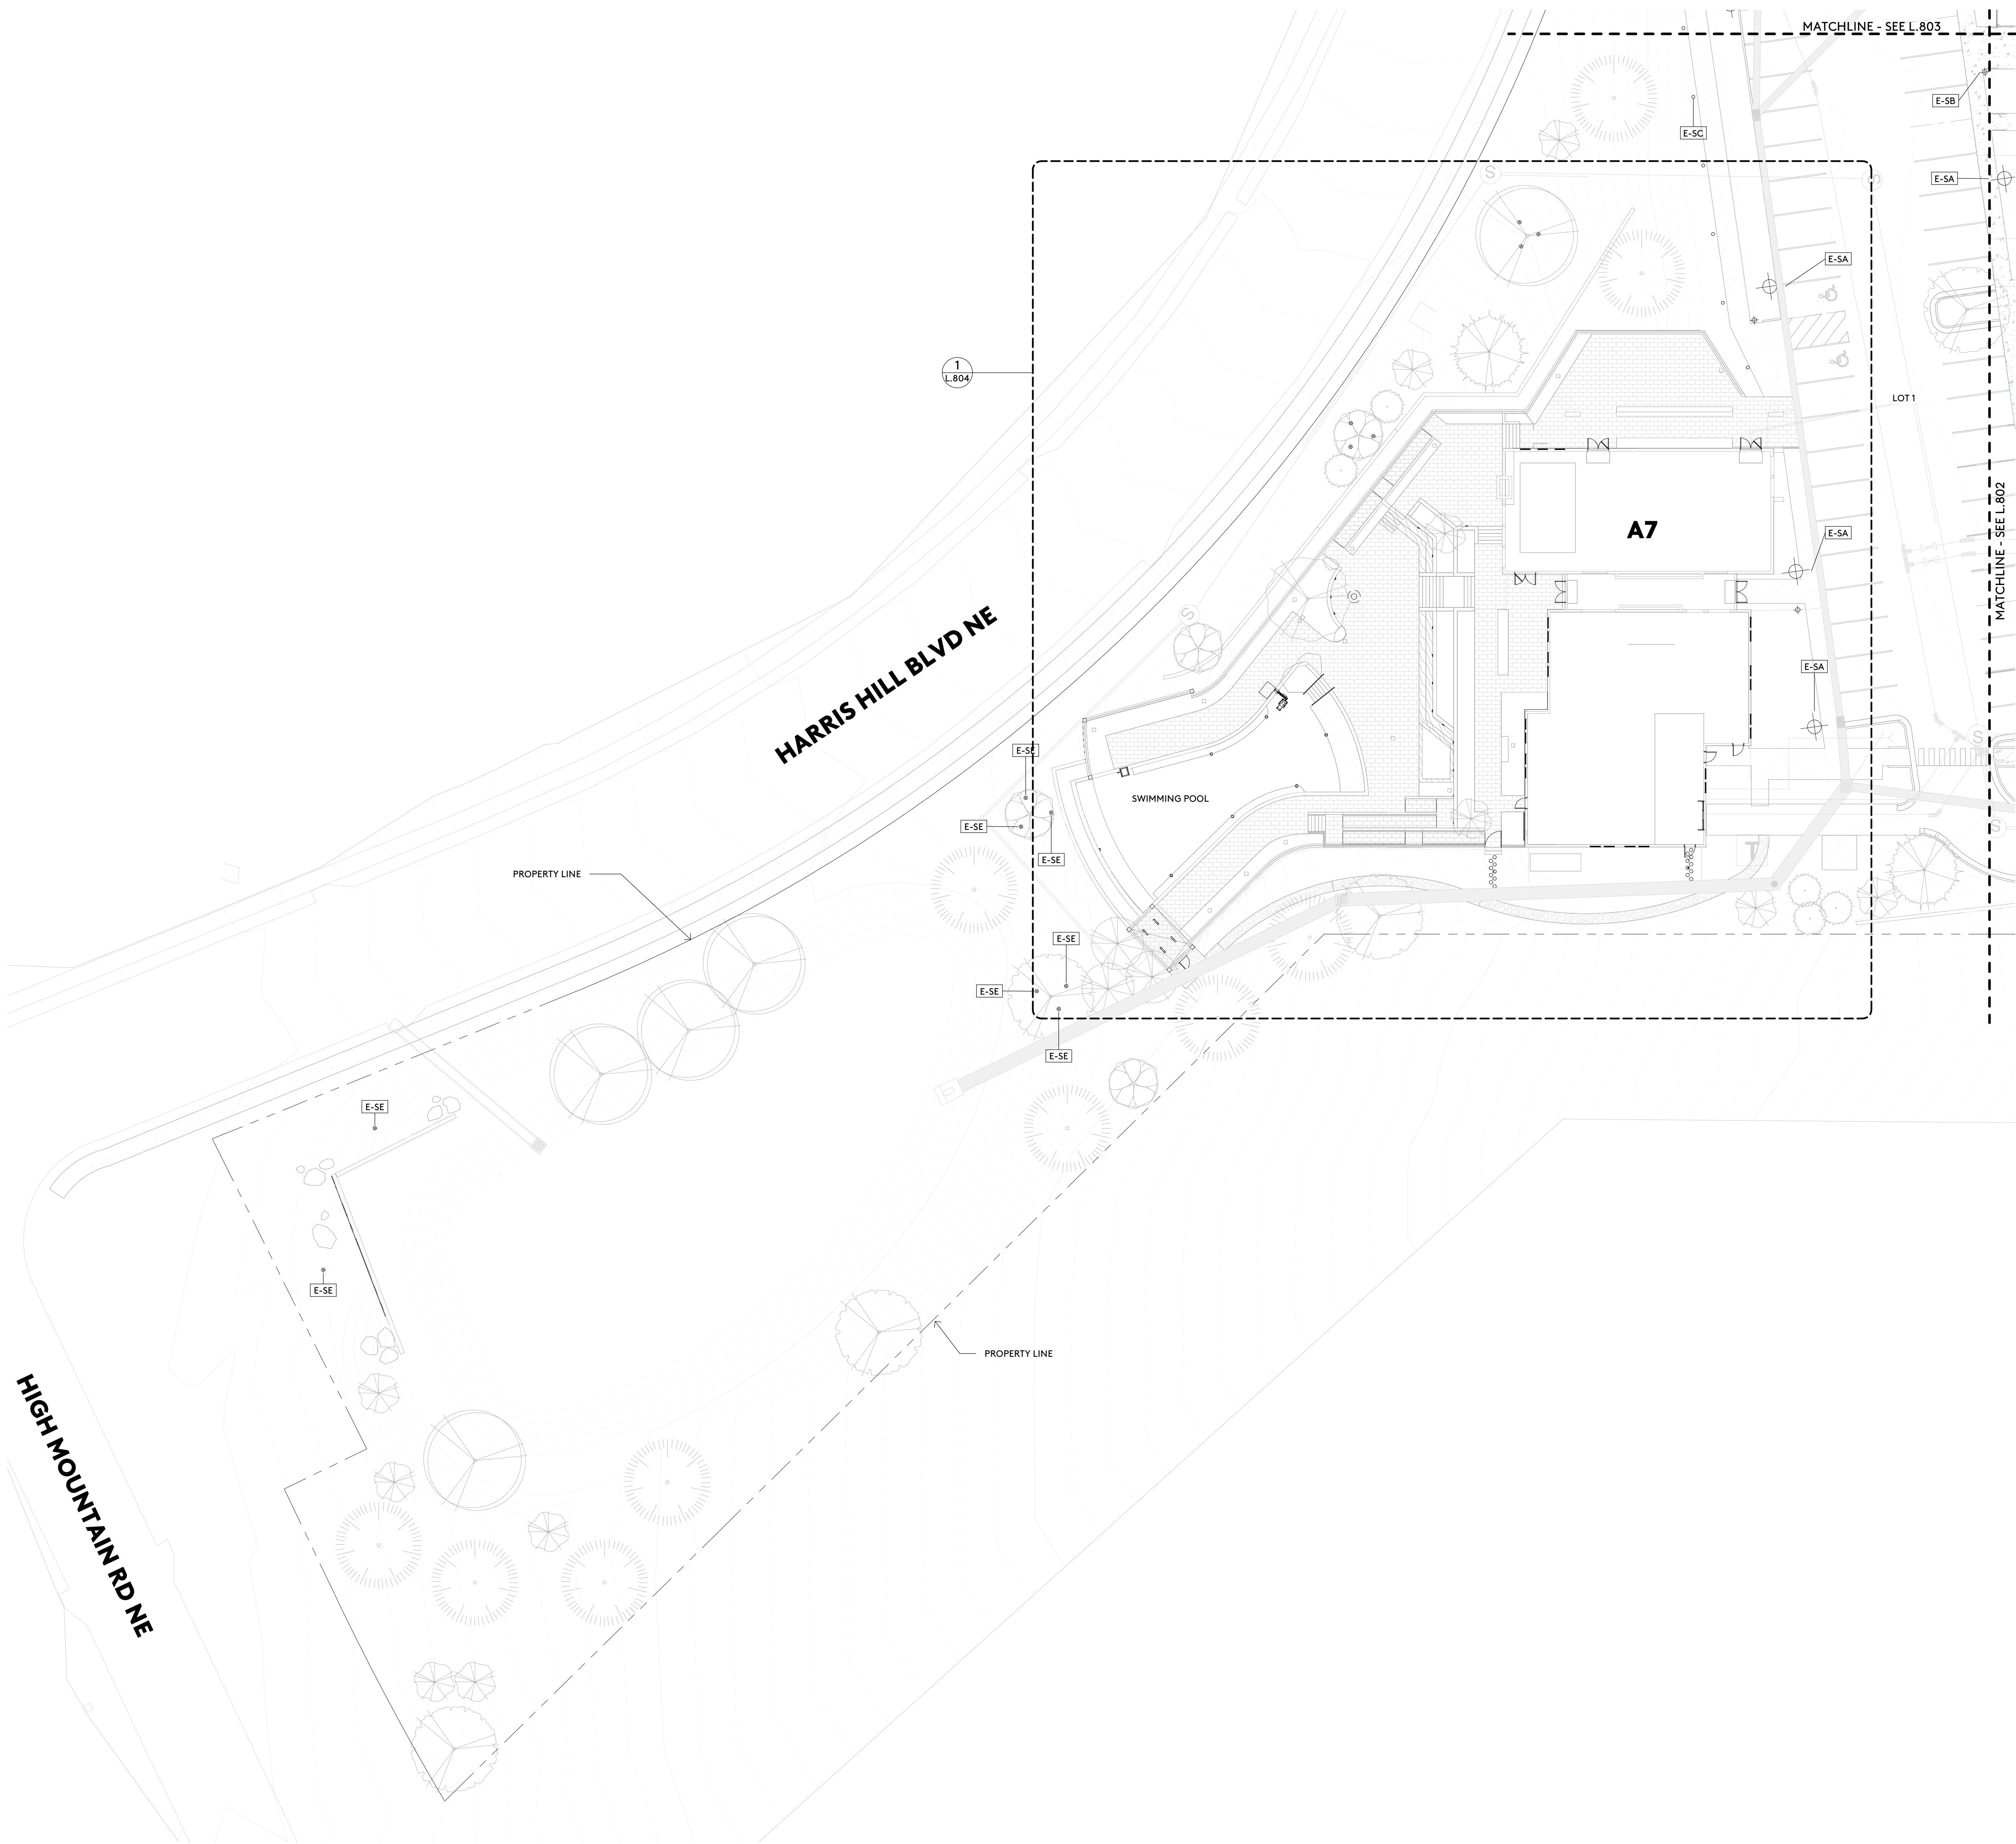 MATCHLINE - SEE L.803
E-SB
E-SC
E-SA
S
S
E-SA
1
L.804
LOT 1
MATCHLINE - SEE L.802
A7
E-SA
S
HARRIS HILL BLVD NE
E-SA
E-SE
S
SWIMMING POOL
E-SE
S
E-SE
T
PROPERTY LINE
E-SE
E-SE
E-SE
E-SE
E-SE
PROPERTY LINE
HIGH MOUNTAIN RD NE